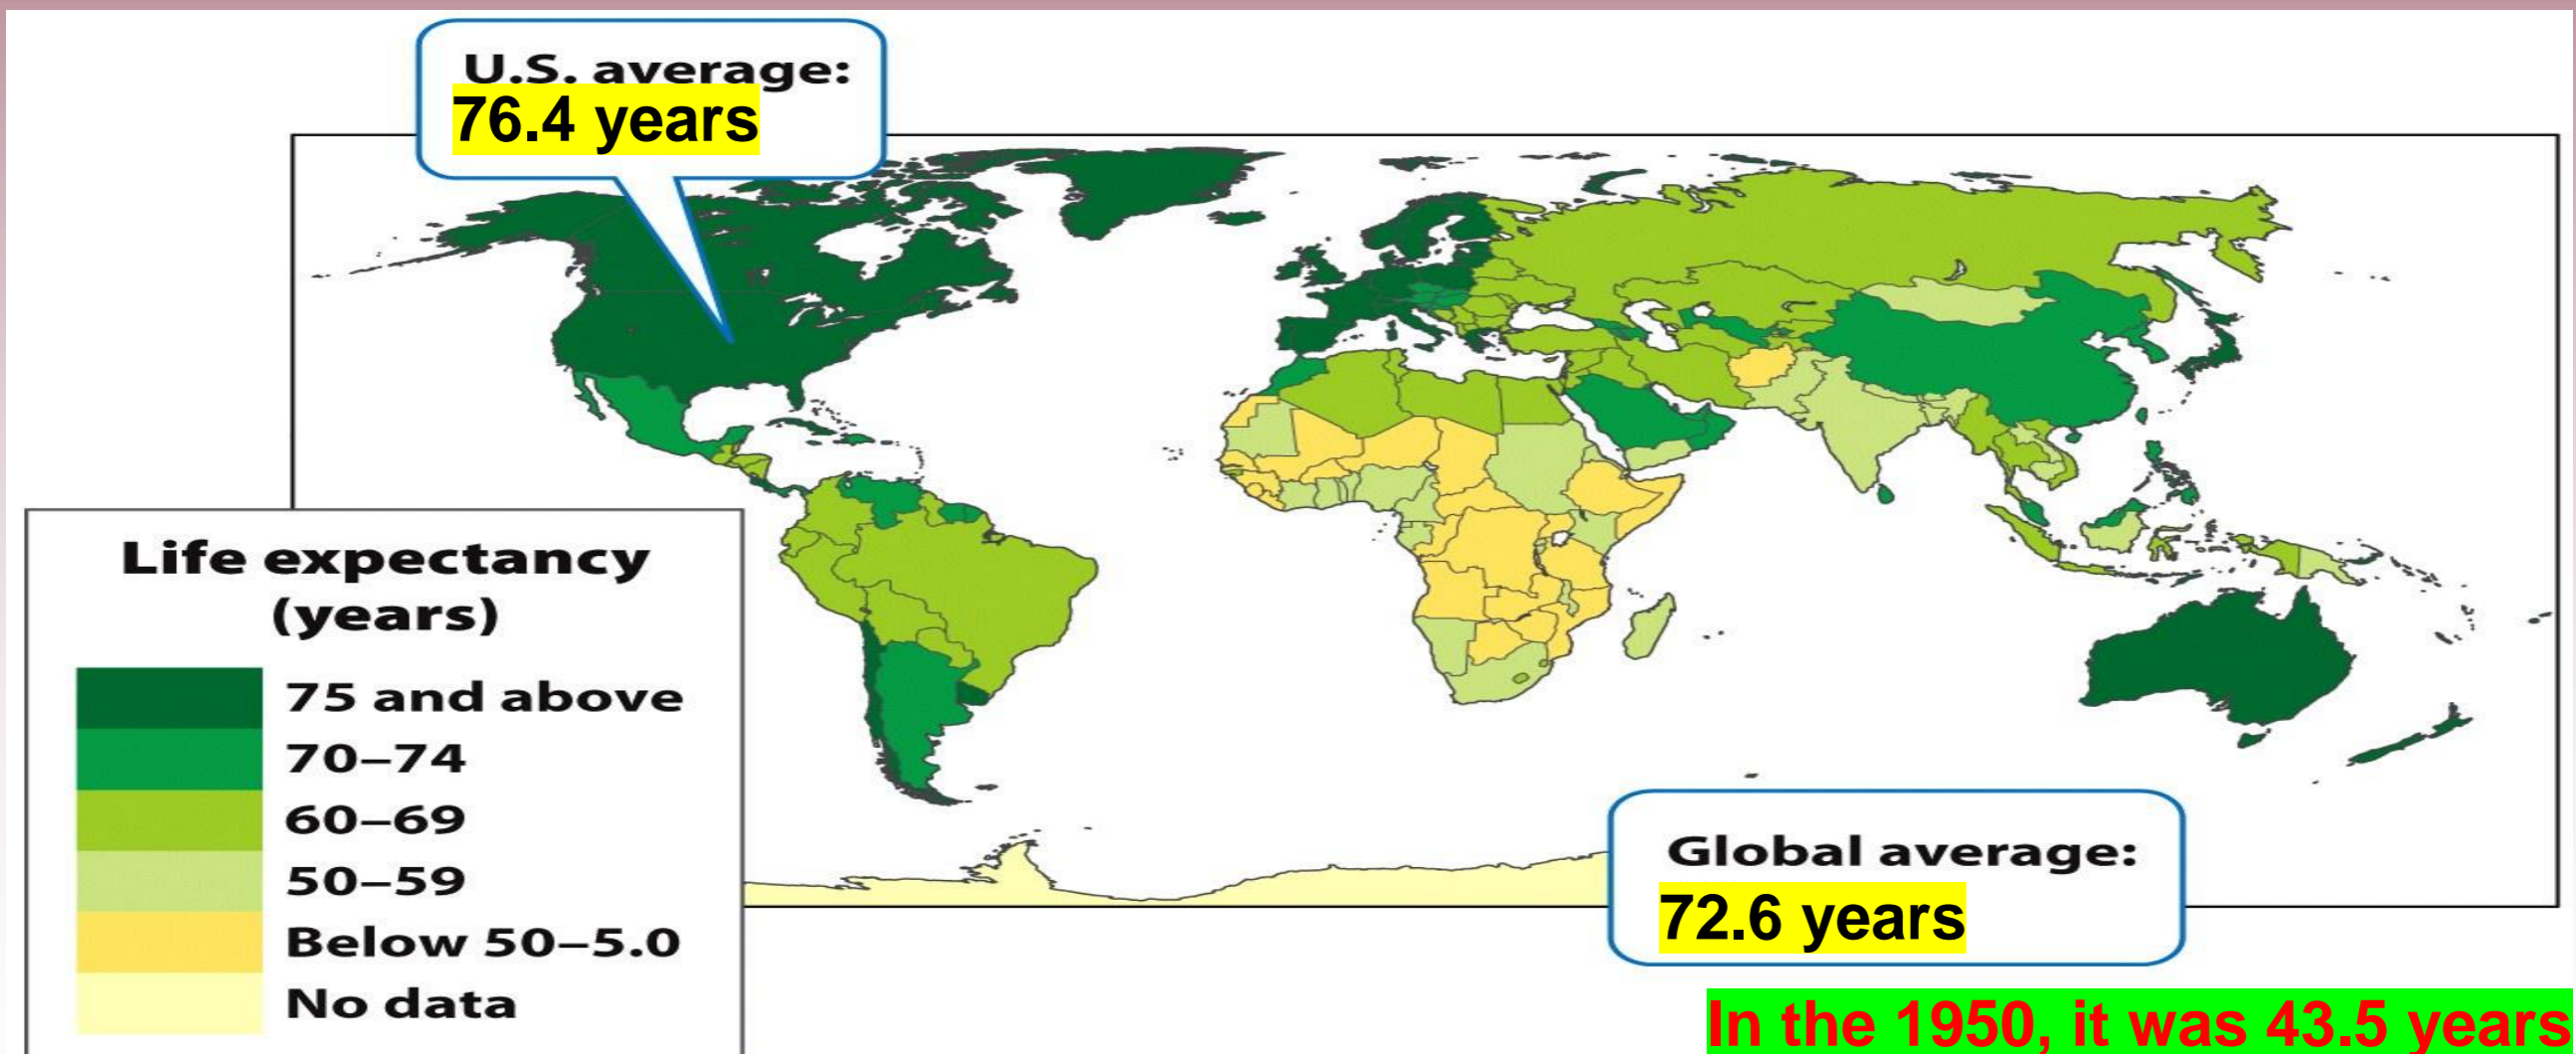 U.S. average:
76.4 years
Life expectancy
(years)
75 and above
70–74
60–69
50–59
Below 50–5.0
No data
Global average:
72.6 years
In the 1950, it was 43.5 years